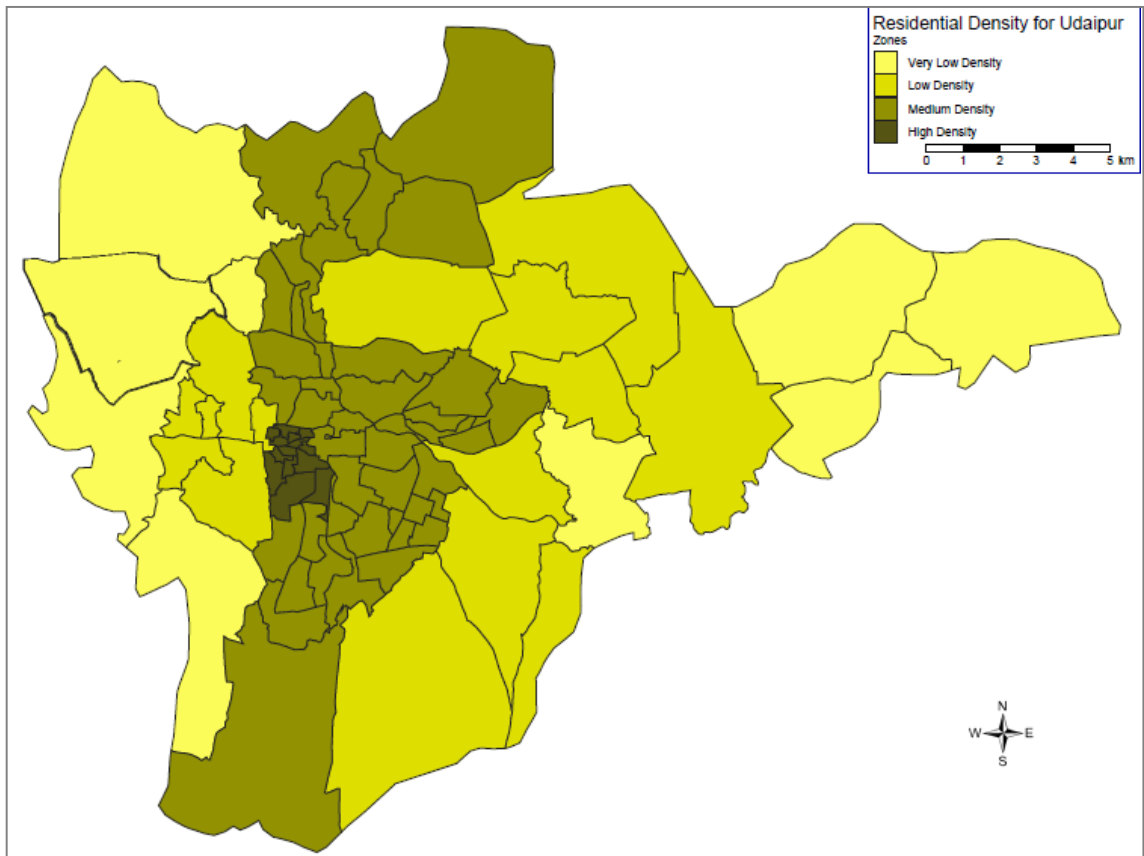 Residential Density for Udaipur
Zones
Very Low Density
Low Density
Medium Density
High Density
0 1 2 3 4 5 km
N
W E
S